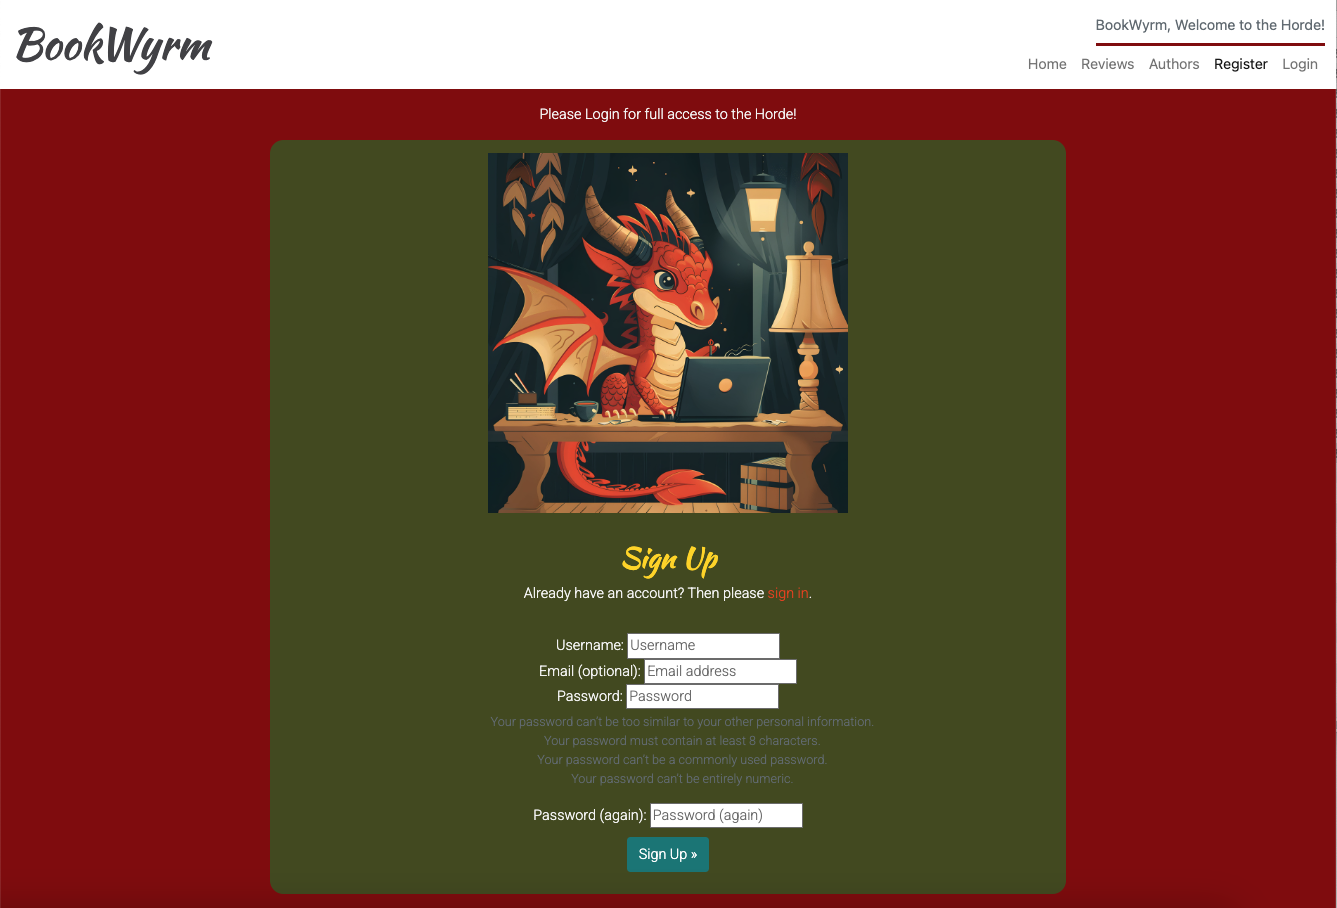 BookWyrm
BookWyrm, Welcome to the Horde!
Home Reviews Authors Register Login
Please Login for full access to the Horde!
Sign Up
Already have an account? Then please sign in.
Username: Username
Email (optional): Email address
Password: Password
Your password can't be too similar to your other personal information.
Your password must contain at least 8 characters.
Your password can't be a commonly used password.
Your password can't be entirely numeric.
Password (again): Password (again)
Sign Up »